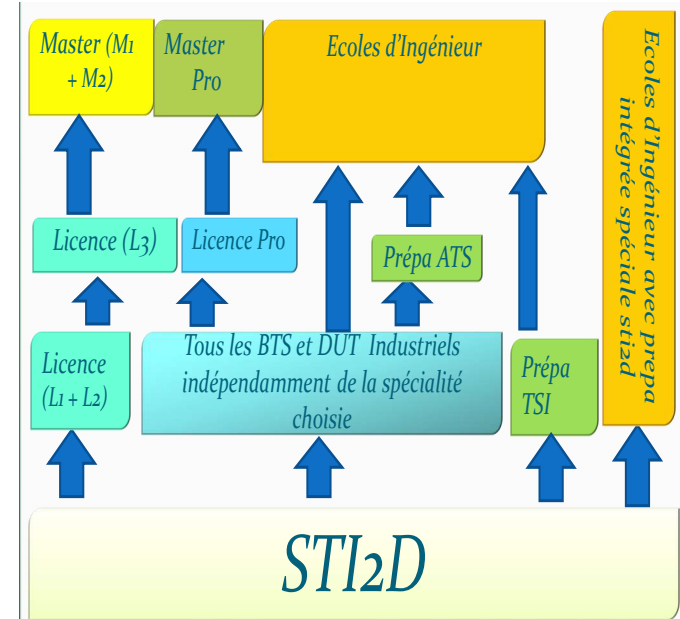 Master (M1
+ M2)
Master
Pro
Ecoles d'Ingénieur
Ecoles d'Ingénieur avec prepa
intégrée spéciale sti2d
Licence (L3)
Licence Pro
Prépa ATS
Licence
(L1 + L2)
Tous les BTS et DUT Industriels
indépendamment de la spécialité
choisie
Prépa
TSI
STI2D